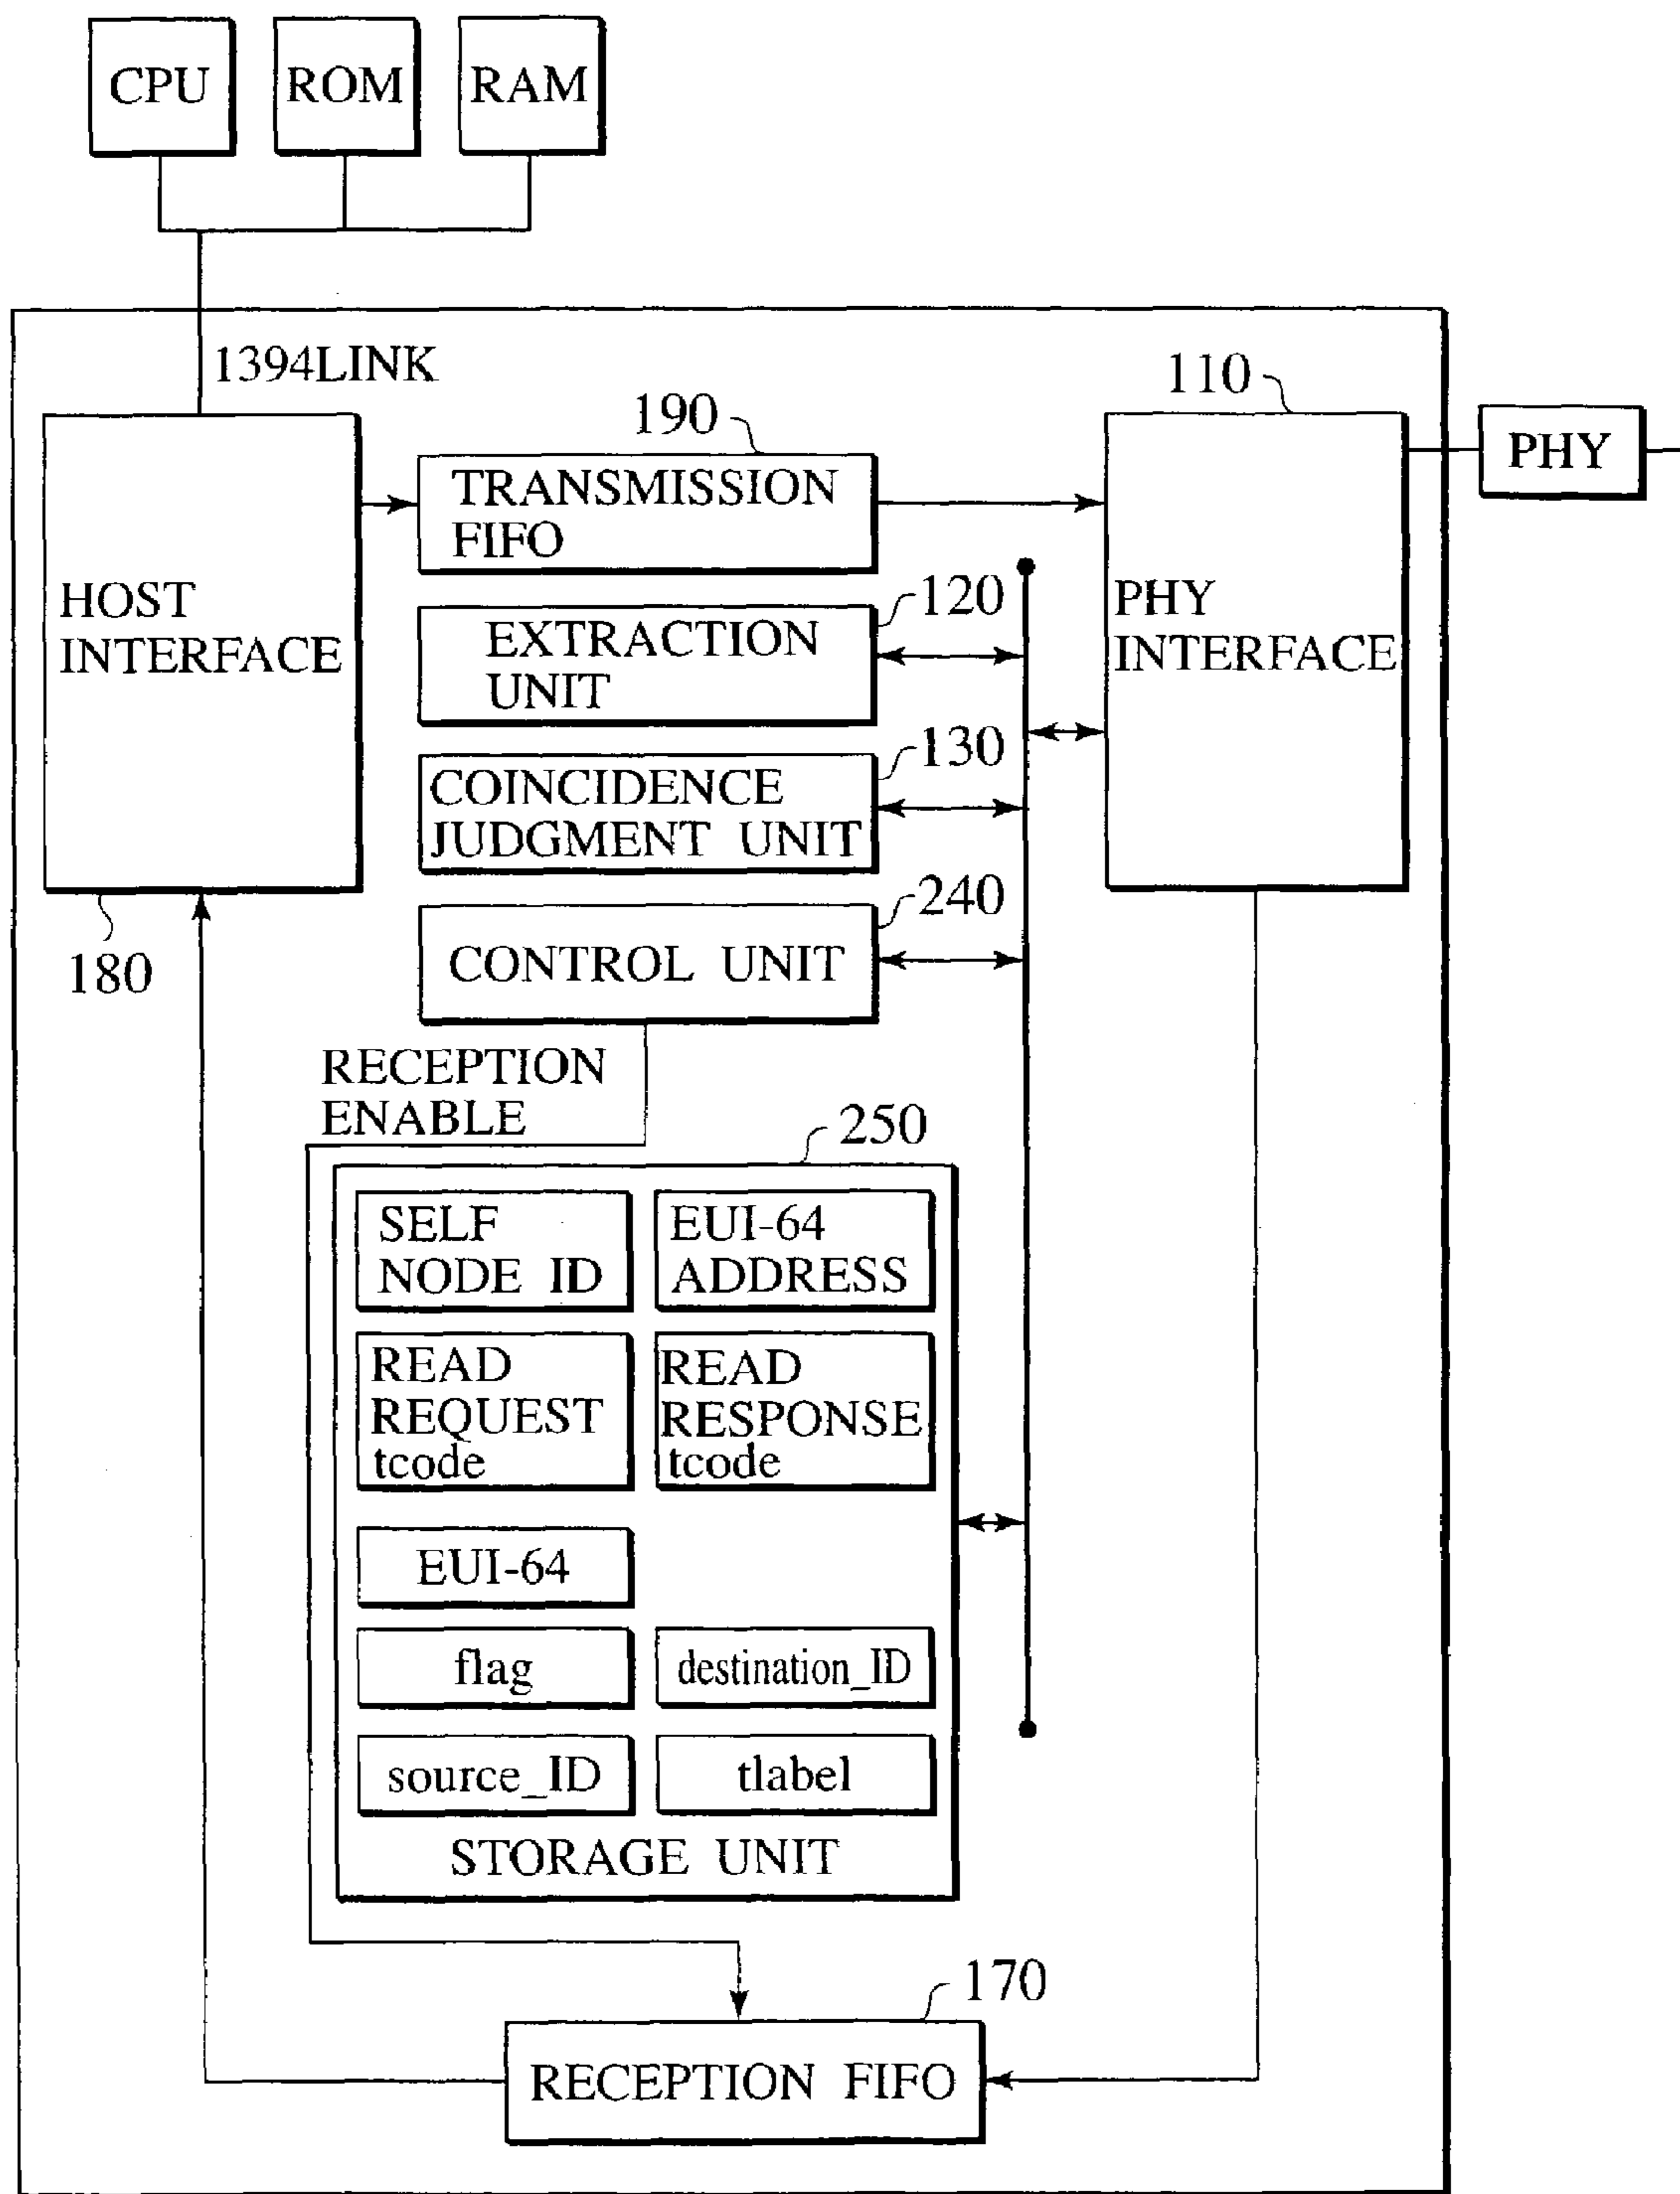 CPU
ROM
RAM
1394LINK
110
190
PHY
TRANSMISSION
FIFO
HOST
INTERFACE
120
PHY
INTERFACE
EXTRACTION
UNIT
130
COINCIDENCE
JUDGMENT UNIT
240
180
CONTROL UNIT
RECEPTION
ENABLE
250
SELF
NODE ID
EUI-64
ADDRESS
READ
REQUEST
tcode
READ
RESPONSE
tcode
EUI-64
flag
destination_ID
source_ID
tlabel
STORAGE UNIT
170
RECEPTION FIFO